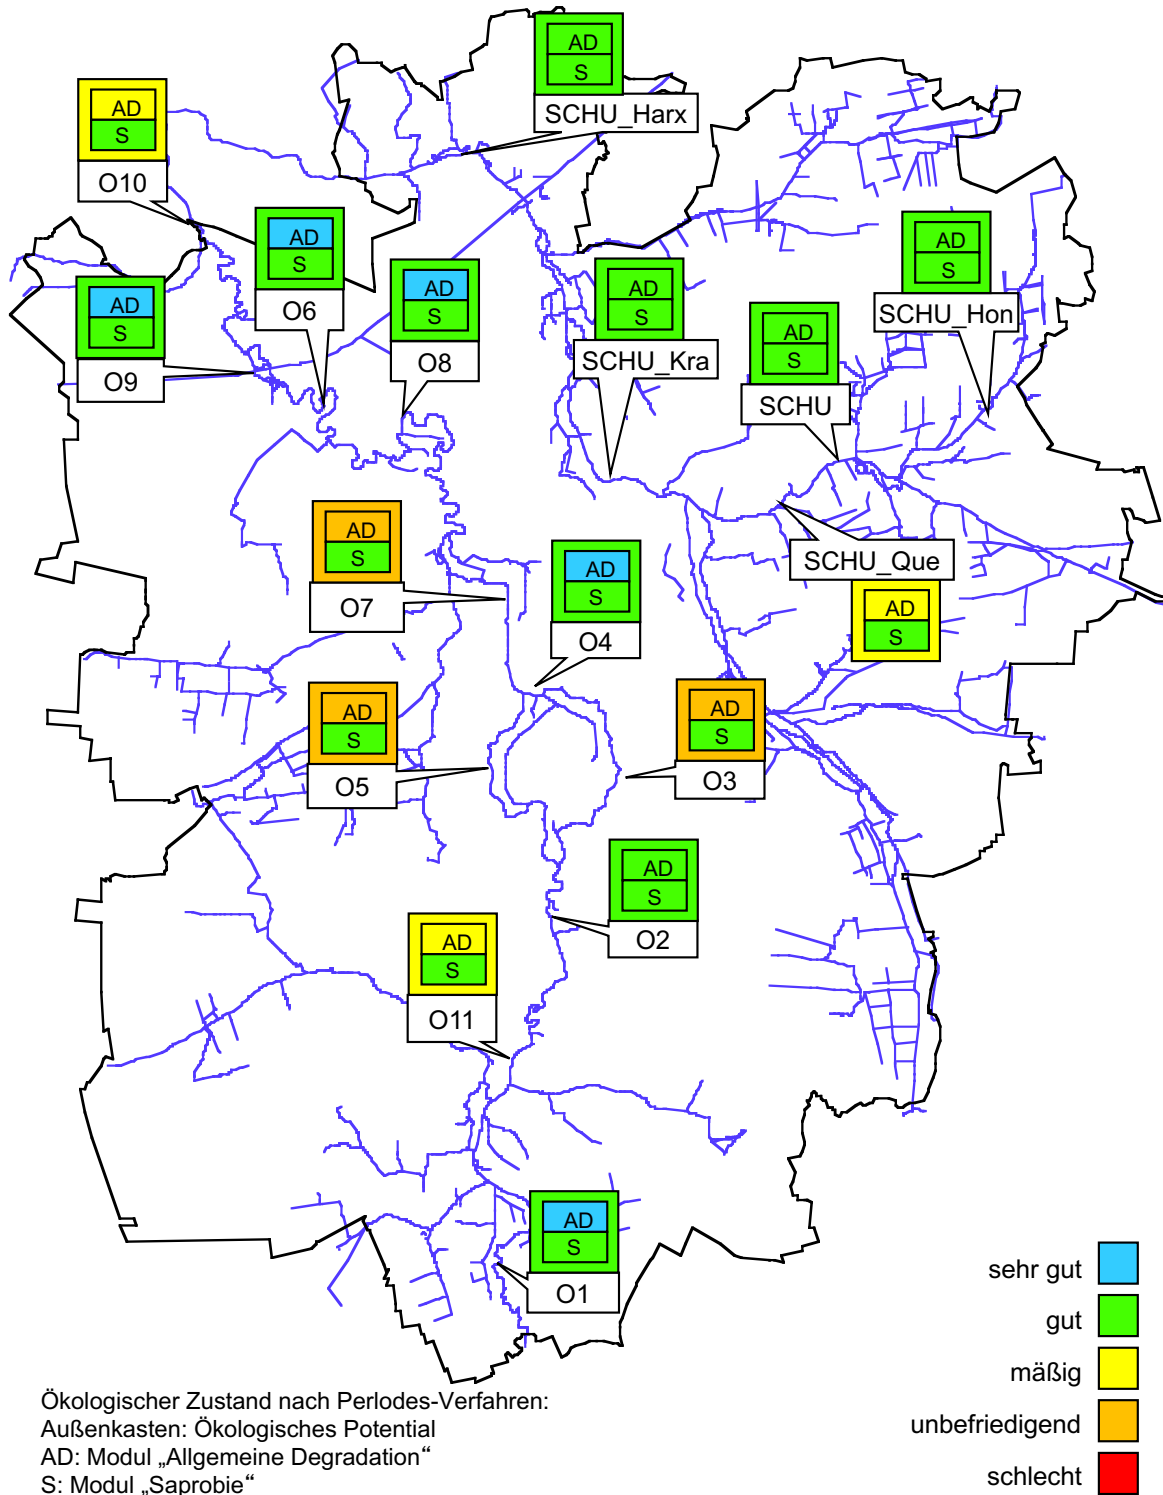 AD
S
SCHU_Harx
AD
S
O10
AD
S
O6
AD
S
O8
AD
S
O9
AD
S
SCHU_Kra
AD
S
SCHU_Hon
AD
S
SCHU
SCHU_Que
AD
S
AD
S
O7
AD
S
O4
AD
S
O5
AD
S
O3
AD
S
O2
AD
S
O11
AD
S
O1
sehr gut
gut
mäßig
unbefriedigend
schlecht
Ökologischer Zustand nach Perlodes-Verfahren:
Außenkasten: Ökologisches Potential
AD: Modul „Allgemeine Degradation“
S: Modul „Saprobie“